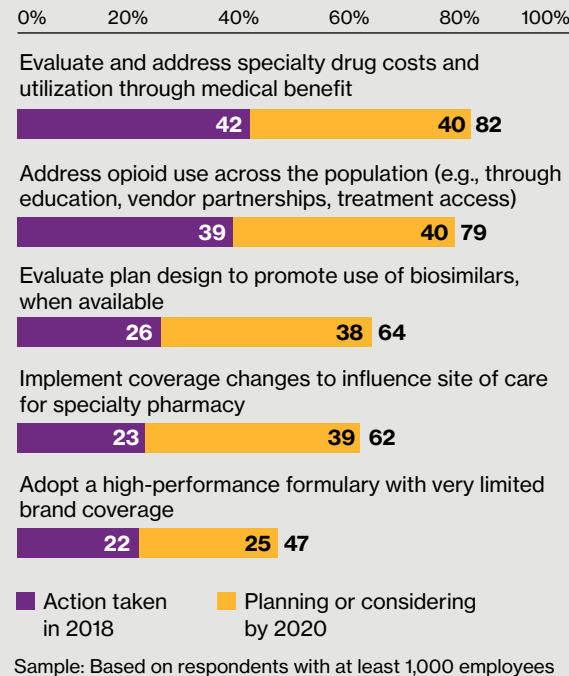 0% 20% 40% 60% 80% 100%
Evaluate and address specialty drug costs and
utilization through medical benefit
42 40 82
Address opioid use across the population (e.g., through
education, vendor partnerships, treatment access)
39 40 79
Evaluate plan design to promote use of biosimilars,
when available
26 38 64
Implement coverage changes to influence site of care
for specialty pharmacy
23 39 62
Adopt a high-performance formulary with very limited
brand coverage
22 25 47
Action taken
in 2018
Planning or considering
by 2020
Sample: Based on respondents with at least 1,000 employees